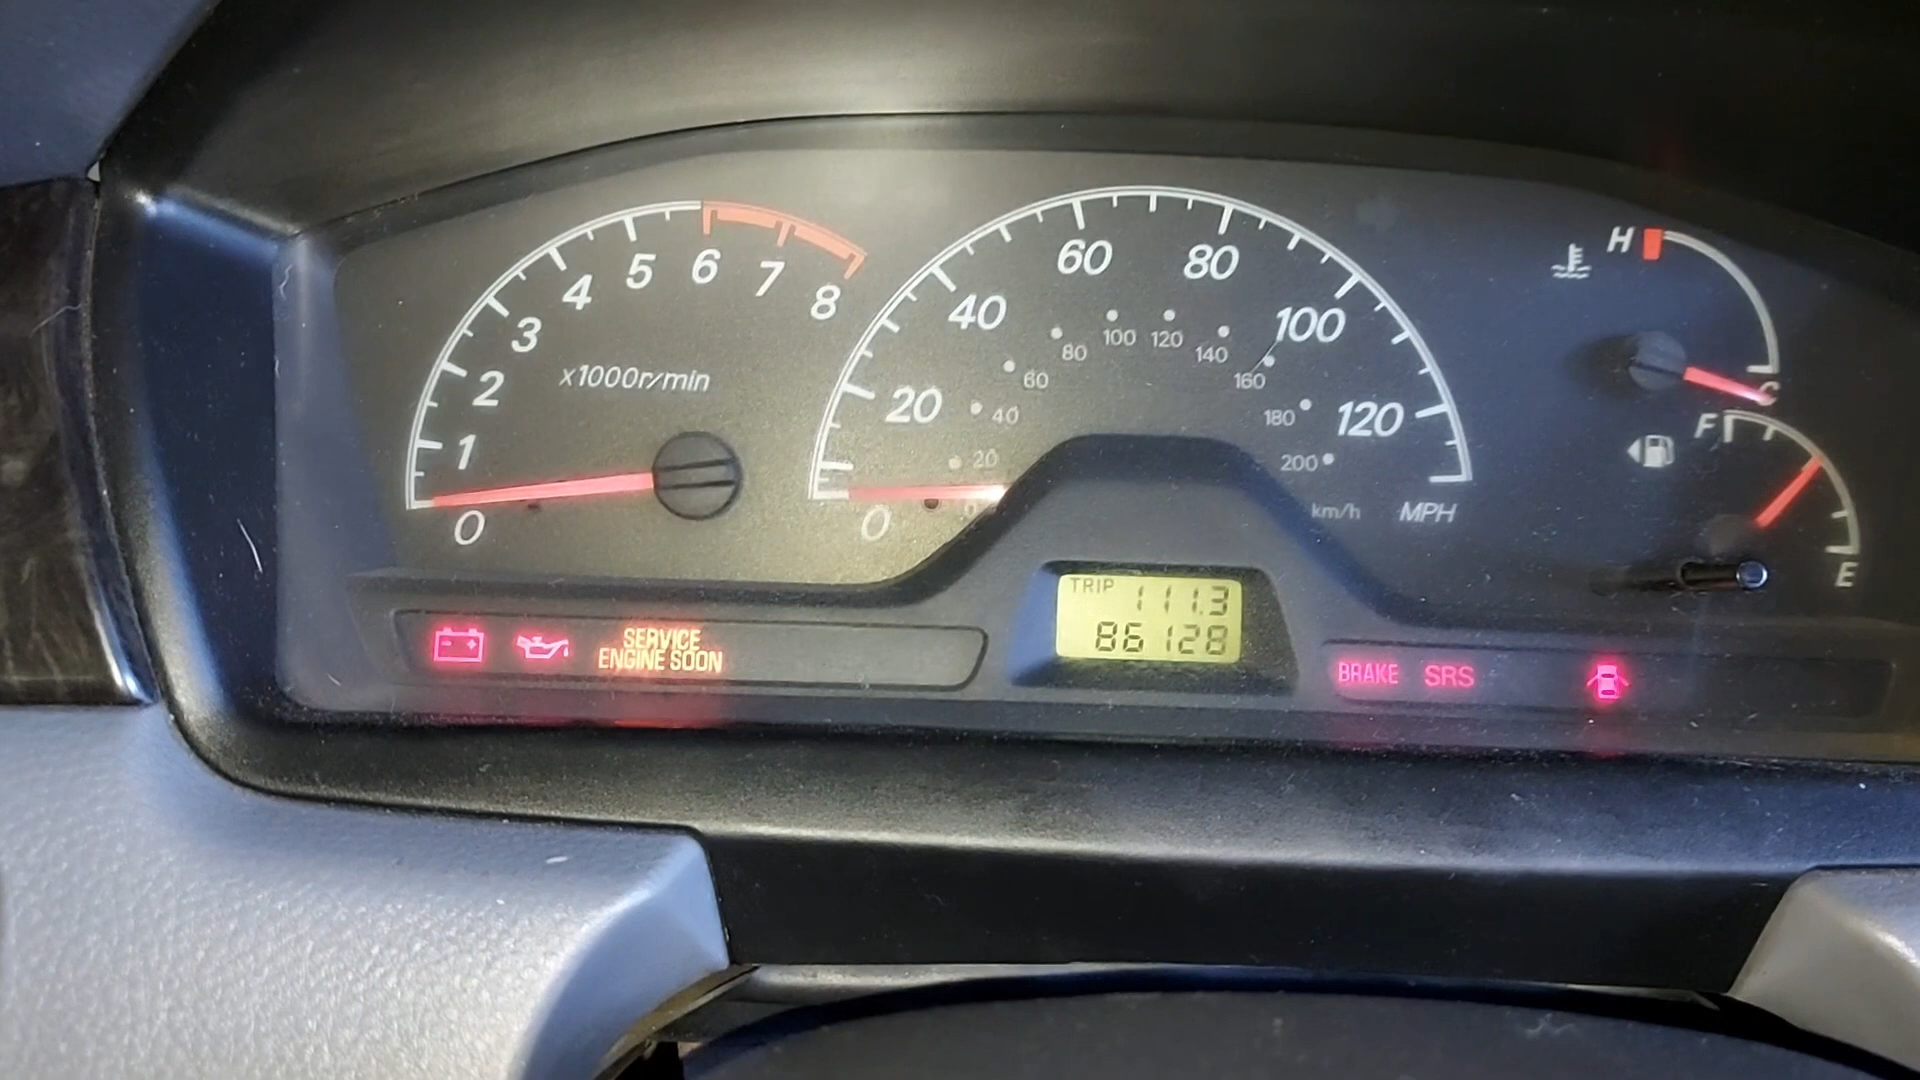 0
1
2
3
4
5
6
7
8
x1000r/min
0
20
40
60
80
100
120
MPH
20
40
60
80
100
120
140
160
180
200
km/h
H
C
F
E
SERVICE
ENGINE SOON
TRIP
111.3
86128
BRAKE SRS